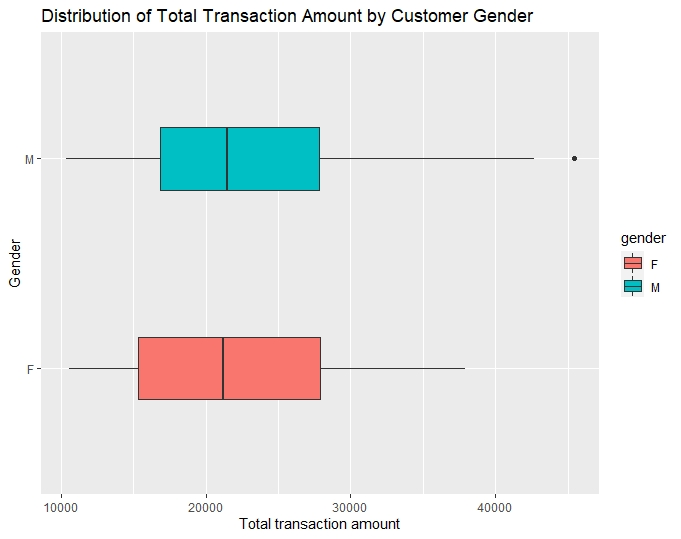 Distribution of Total Transaction Amount by Customer Gender
M
F
Gender
10000 20000 30000 40000
Total transaction amount
gender
F
M